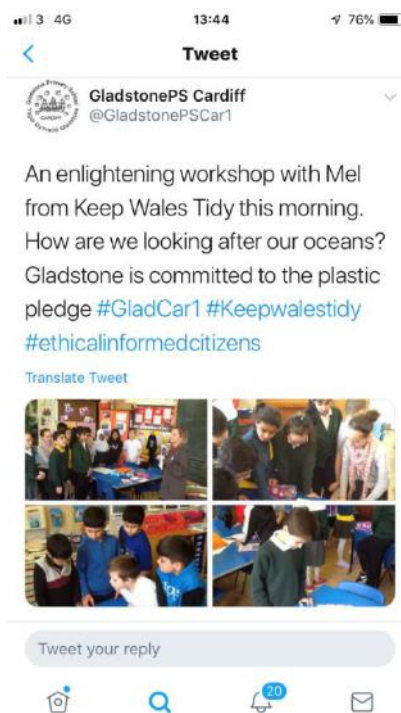 3 4G 13:44 76%
Tweet
GladstonePS Cardiff
@GladstonePSCar1
An enlightening workshop with Mel
from Keep Wales Tidy this morning.
How are we looking after our oceans?
Gladstone is committed to the plastic
pledge #GladCar1 #Keepwalestidy
#ethicalinformedcitizens
Translate Tweet
Tweet your reply
20